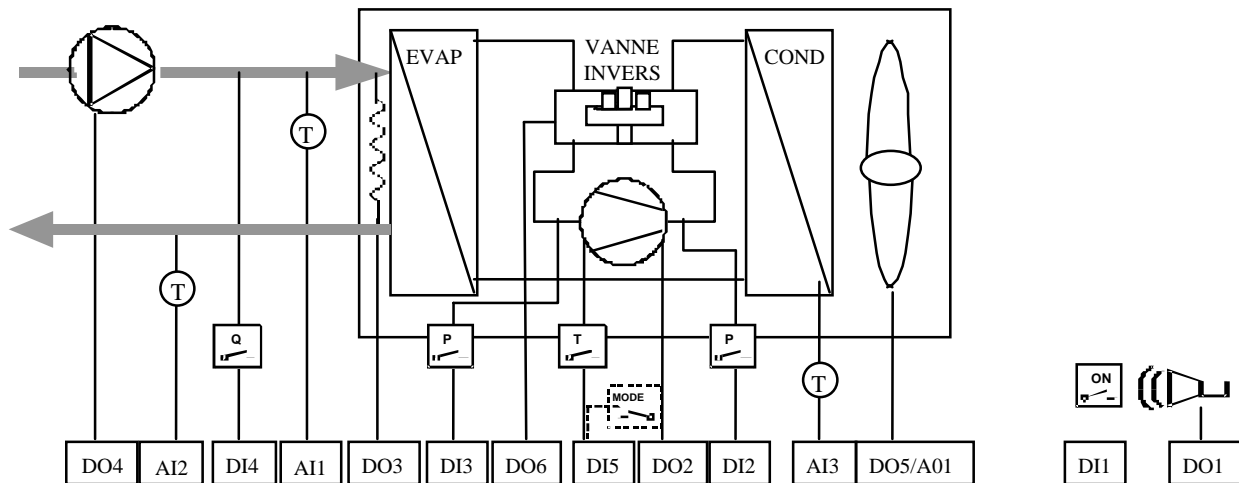 EVAP
VANNE
INVERS
COND
T
T
Q
P
T
P
T
MODE
ON
DO4
AI2
DI4
AI1
DO3
DI3
DO6
DI5
DO2
DI2
AI3
DO5/A01
DI1
DO1